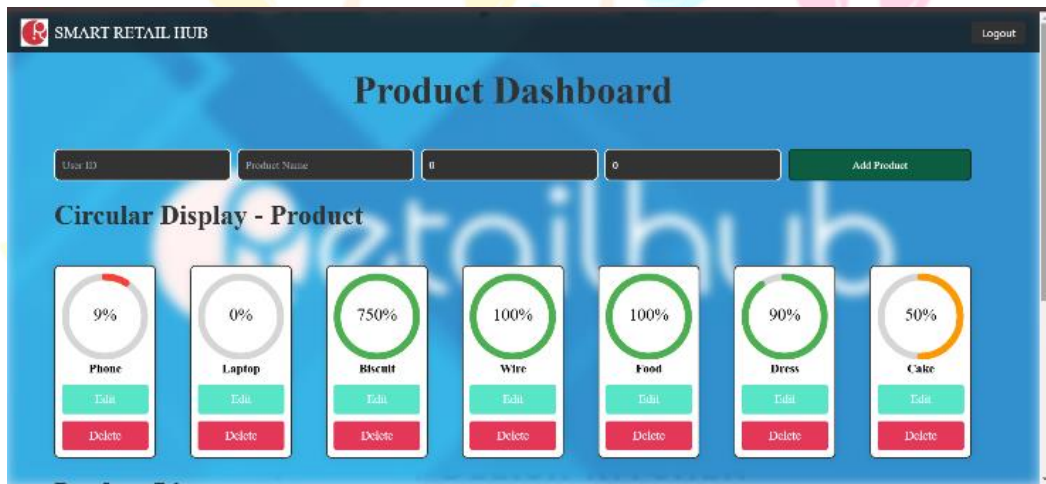 SMART RETAIL HUB
Logout
Product Dashboard
User ID
Product Name
0
0
Add Product
Circular Display - Product
etailhub
9%
0%
750%
100%
100%
90%
50%
Phone
Laptop
Biscuit
Wire
Food
Dress
Cake
Edit
Edit
Edit
Edit
Edit
Edit
Edit
Delete
Delete
Delete
Delete
Delete
Delete
Delete